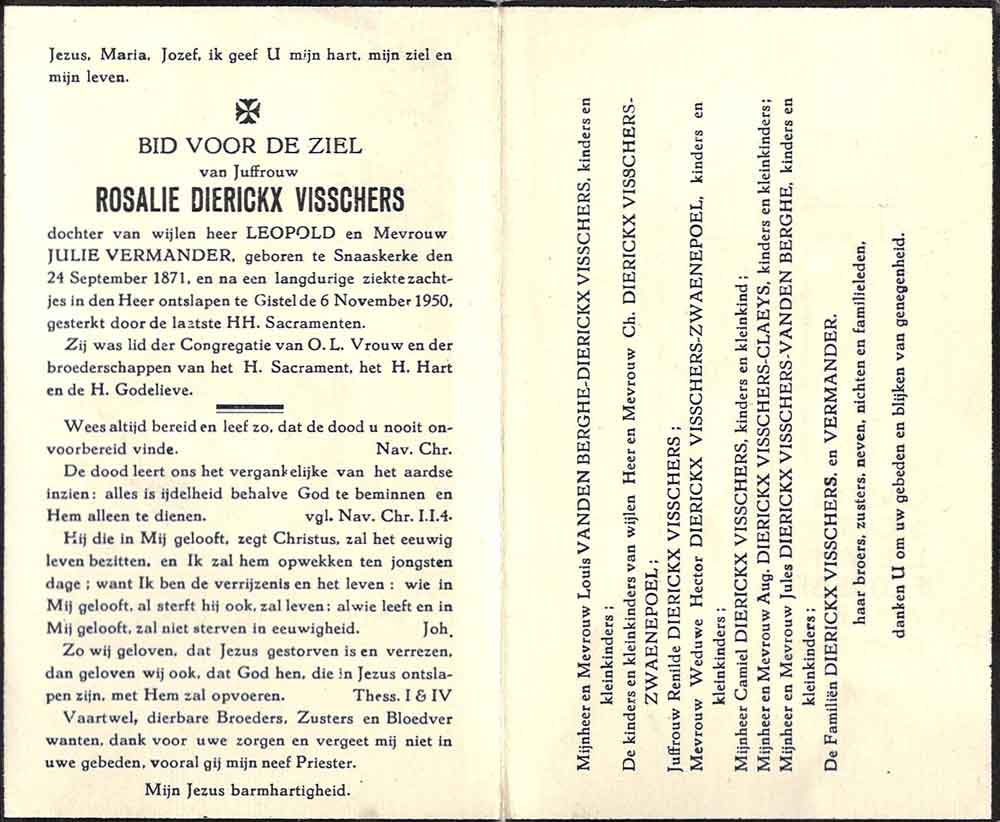 Jezus, Maria, Jozef, ik geef U mijn hart, mijn ziel en
mijn leven.
BID VOOR DE ZIEL
van Juffrouw
ROSALIE DIERICKX VISSCHERS
dochter van wijlen heer LEOPOLD en Mevrouw
JULIE VERMANDER, geboren te Snaaskerke den
24 September 1871, en na een langdurige ziekte zacht-
jes in den Heer ontslapen te Gistel de 6 November 1950,
gesterkt door de laatste HH. Sacramenten.
Zij was lid der Congregatie van O. L. Vrouw en der
broederschappen van het H. Sacrament, het H. Hart
en de H. Godelieve.
Wees altijd bereid en leef zo, dat de dood u nooit on-
voorbereid vinde. Nav. Chr.
De dood leert ons het vergankelijke van het aardse
inzien: alles is ijdelheid behalve God te beminnen en
Hem alleen te dienen. vgl. Nav. Chr. I.I.4.
Hij die in Mij gelooft, zegt Christus, zal het eeuwig
leven bezitten, en Ik zal hem opwekken ten jongsten
dage; want Ik ben de verrijzenis en het leven: wie in
Mij gelooft, al sterft hij ook, zal leven: al wie leeft en in
Mij gelooft, zal niet sterven in eeuwigheid. Joh.
Zo wij geloven, dat Jezus gestorven is en verrezen,
dan geloven wij ook, dat God hen, die in Jezus ontsla-
pen zijn, met Hem zal opvoeren. Thess. I & IV
Vaartwel, dierbare Broeders, Zusters en Bloedver
wanten, dank voor uwe zorgen en vergeet mij niet in
uwe gebeden, vooral gij mijn neef Priester.
Mijn Jezus barmhartigheid.
Mijnheer en Mevrouw Louis VANDEN BERGHE-DIERICKX VISSCHERS, kinders en
kleinkinders;
De kinders en kleinkinders van wijlen Heer en Mevrouw Ch. DIERICKX VISSCHERS-
ZWAENEPOEL;
Juffrouw Renilde DIERICKX VISSCHERS;
Mevrouw Weduwe Hector DIERICKX VISSCHERS-ZWAENEPOEL, kinders en
kleinkinders;
Mijnheer Camiel DIERICKX VISSCHERS, kinders en kleinkind;
Mijnheer en Mevrouw Aug. DIERICKX VISSCHERS-CLAEYS, kinders en kleinkinders;
Mijnheer en Mevrouw Jules DIERICKX VISSCHERS-VANDEN BERGHE, kinders en
kleinkinders;
De Familiën DIERICKX VISSCHERS, en VERMANDER.
haar broers, zusters, neven, nichten en familieleden,
danken U om uw gebeden en blijken van genegenheid.